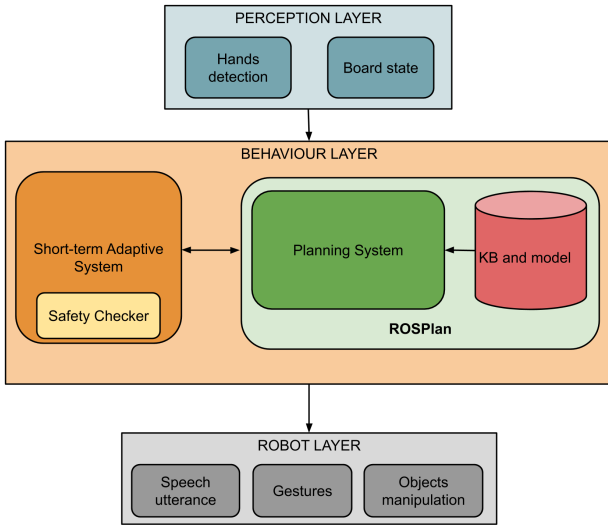 PERCEPTION LAYER
Hands
detection
Board state
BEHAVIOUR LAYER
Short-term Adaptive
System
Safety Checker
Planning System
KB and model
ROSPlan
ROBOT LAYER
Speech
utterance
Gestures
Objects
manipulation